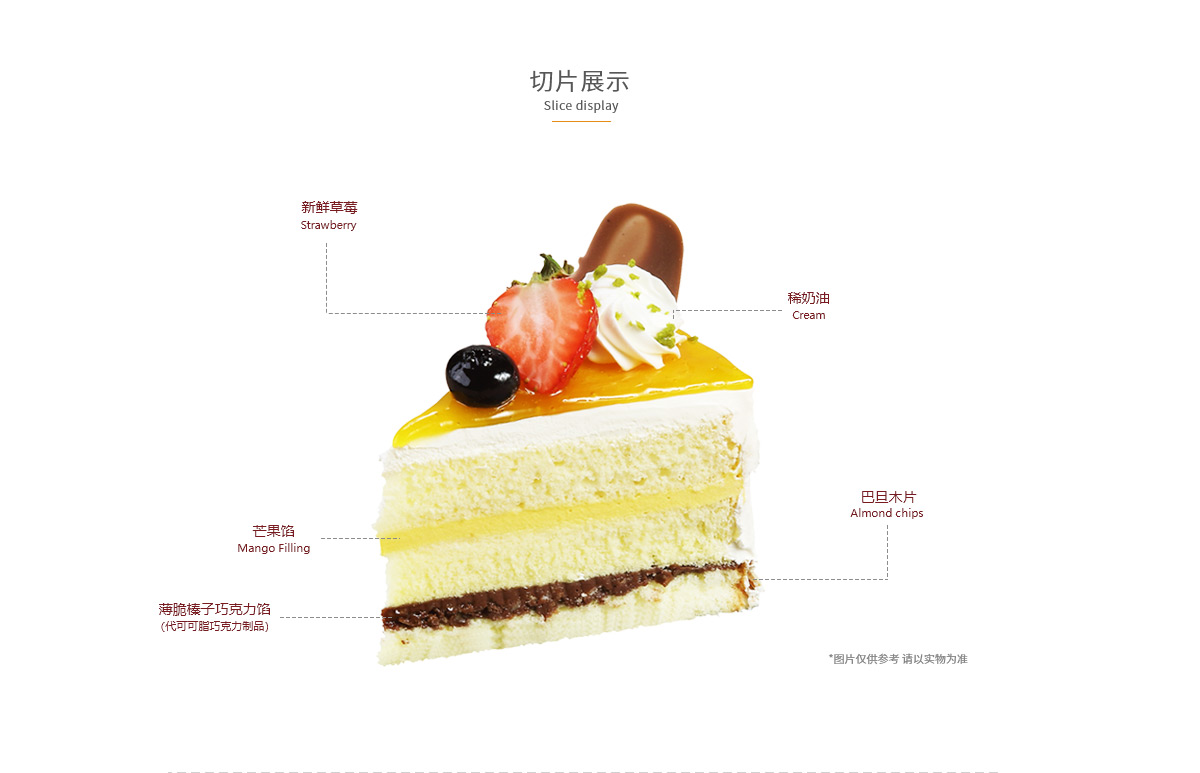 切片展示
Slice display
新鲜草莓
Strawberry
稀奶油
Cream
巴旦木片
Almond chips
芒果馅
Mango Filling
薄脆榛子巧克力馅
(代可可脂巧克力制品)
*图片仅供参考 请以实物为准